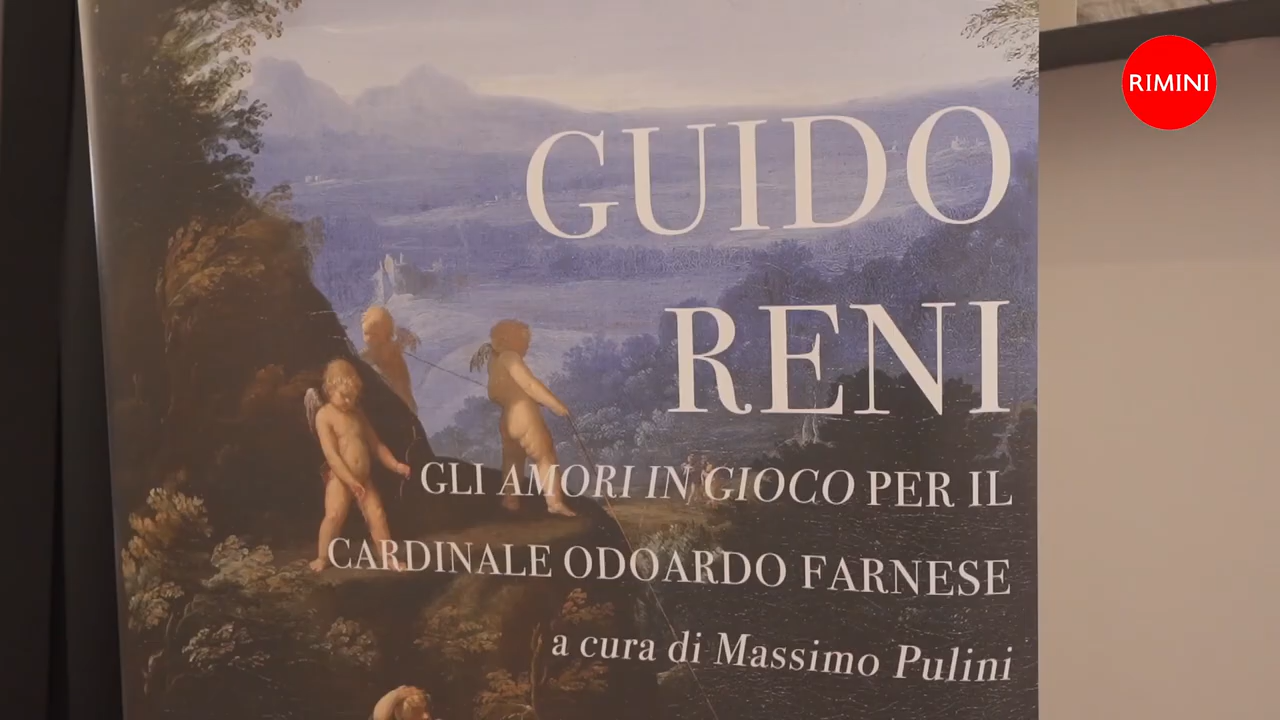 RIMINI
GUIDO
RENI
GLI AMORI IN GIOCO PER IL
CARDINALE ODOARDO FARNESE
a cura di Massimo Pulini